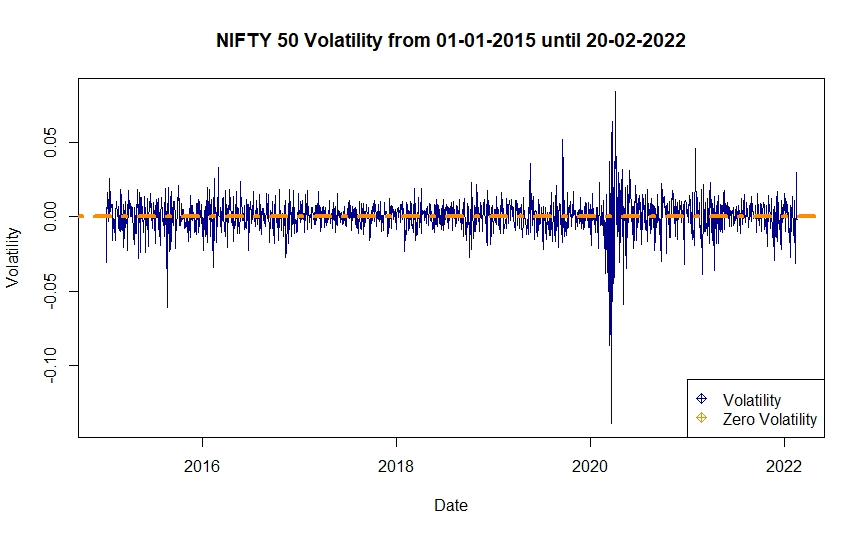 NIFTY 50 Volatility from 01-01-2015 until 20-02-2022
Volatility
0.05
0.00
-0.05
-0.10
Volatility
Zero Volatility
2016 2018 2020 2022
Date